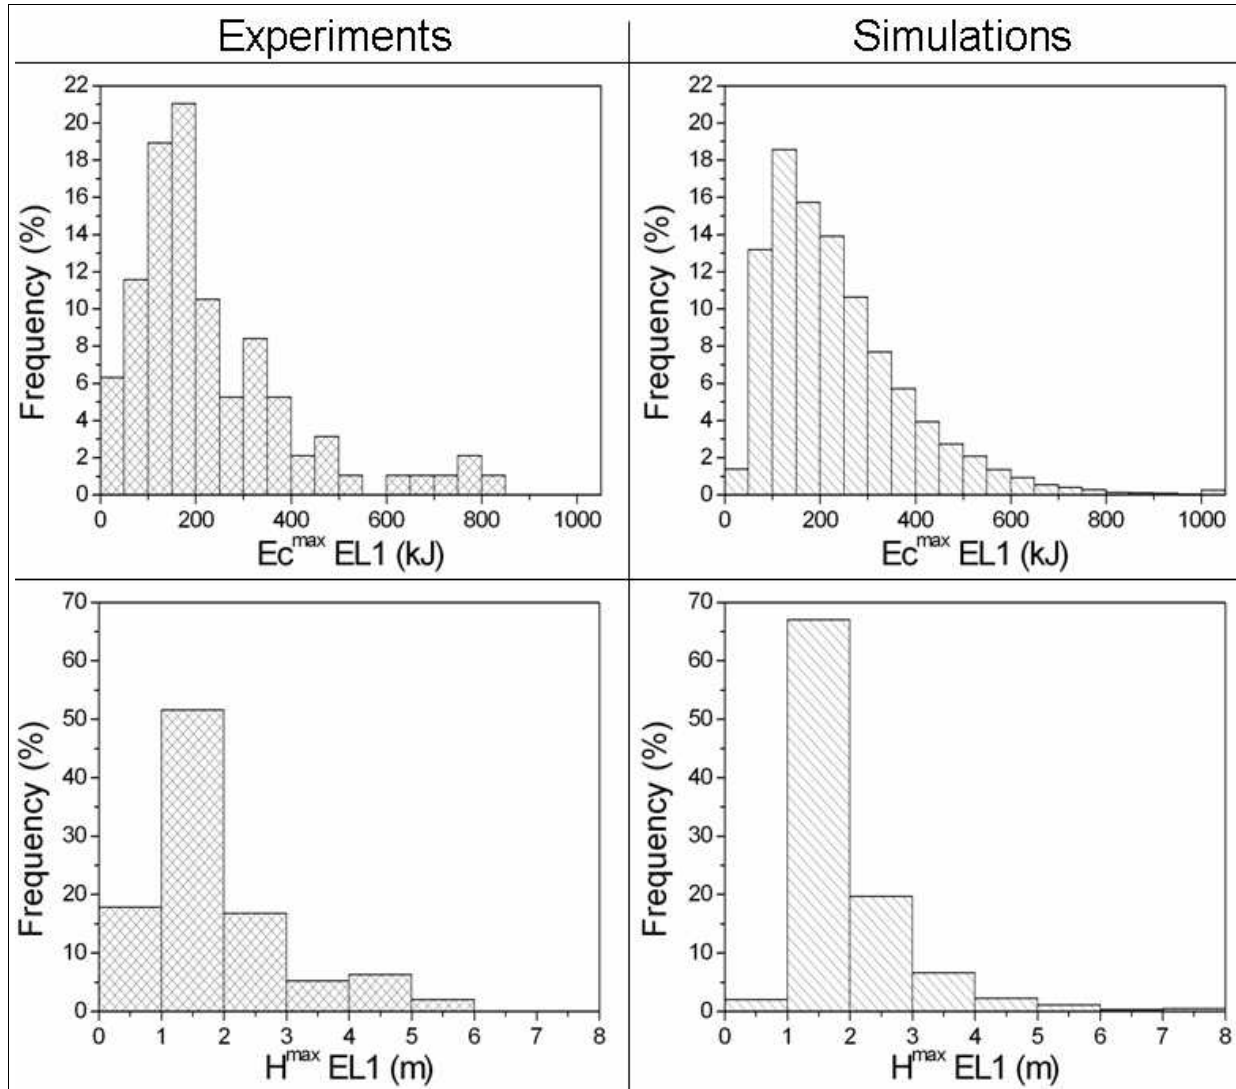 Experiments
Simulations
Frequency (%)
22
20
18
16
14
12
10
8
6
4
2
0
0 200 400 600 800 1000
Ec^max EL1 (kJ)
Frequency (%)
22
20
18
16
14
12
10
8
6
4
2
0
0 200 400 600 800 1000
Ec^max EL1 (kJ)
Frequency (%)
70
60
50
40
30
20
10
0
0 1 2 3 4 5 6 7 8
H^max EL1 (m)
Frequency (%)
70
60
50
40
30
20
10
0
0 1 2 3 4 5 6 7 8
H^max EL1 (m)